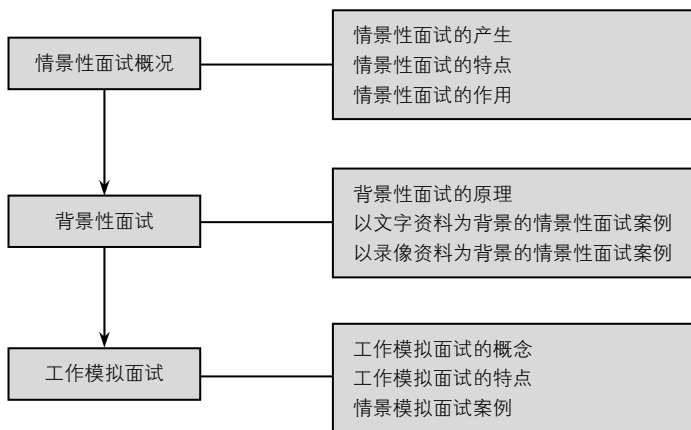 情景性面试概况
情景性面试的产生
情景性面试的特点
情景性面试的作用
背景性面试
背景性面试的原理
以文字资料为背景的情景性面试案例
以录像资料为背景的情景性面试案例
工作模拟面试
工作模拟面试的概念
工作模拟面试的特点
情景模拟面试案例